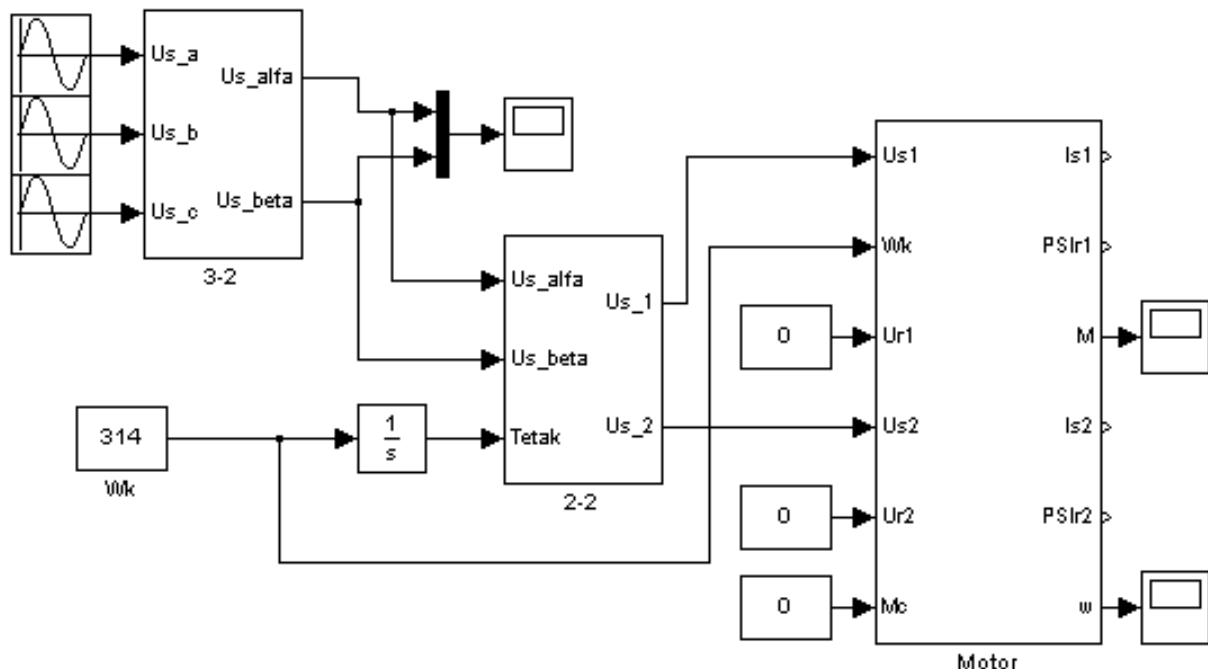 Us_a
Us_b
Us_c
Us_alfa
Us_beta
3-2
314
Wk
1
s
Us_alfa
Us_beta
Tetak
Us_1
Us_2
2-2
0
0
0
Us1
Wk
Ur1
Us2
Ur2
Mc
Is1
PSIr1
M
Is2
PSIr2
w
Motor